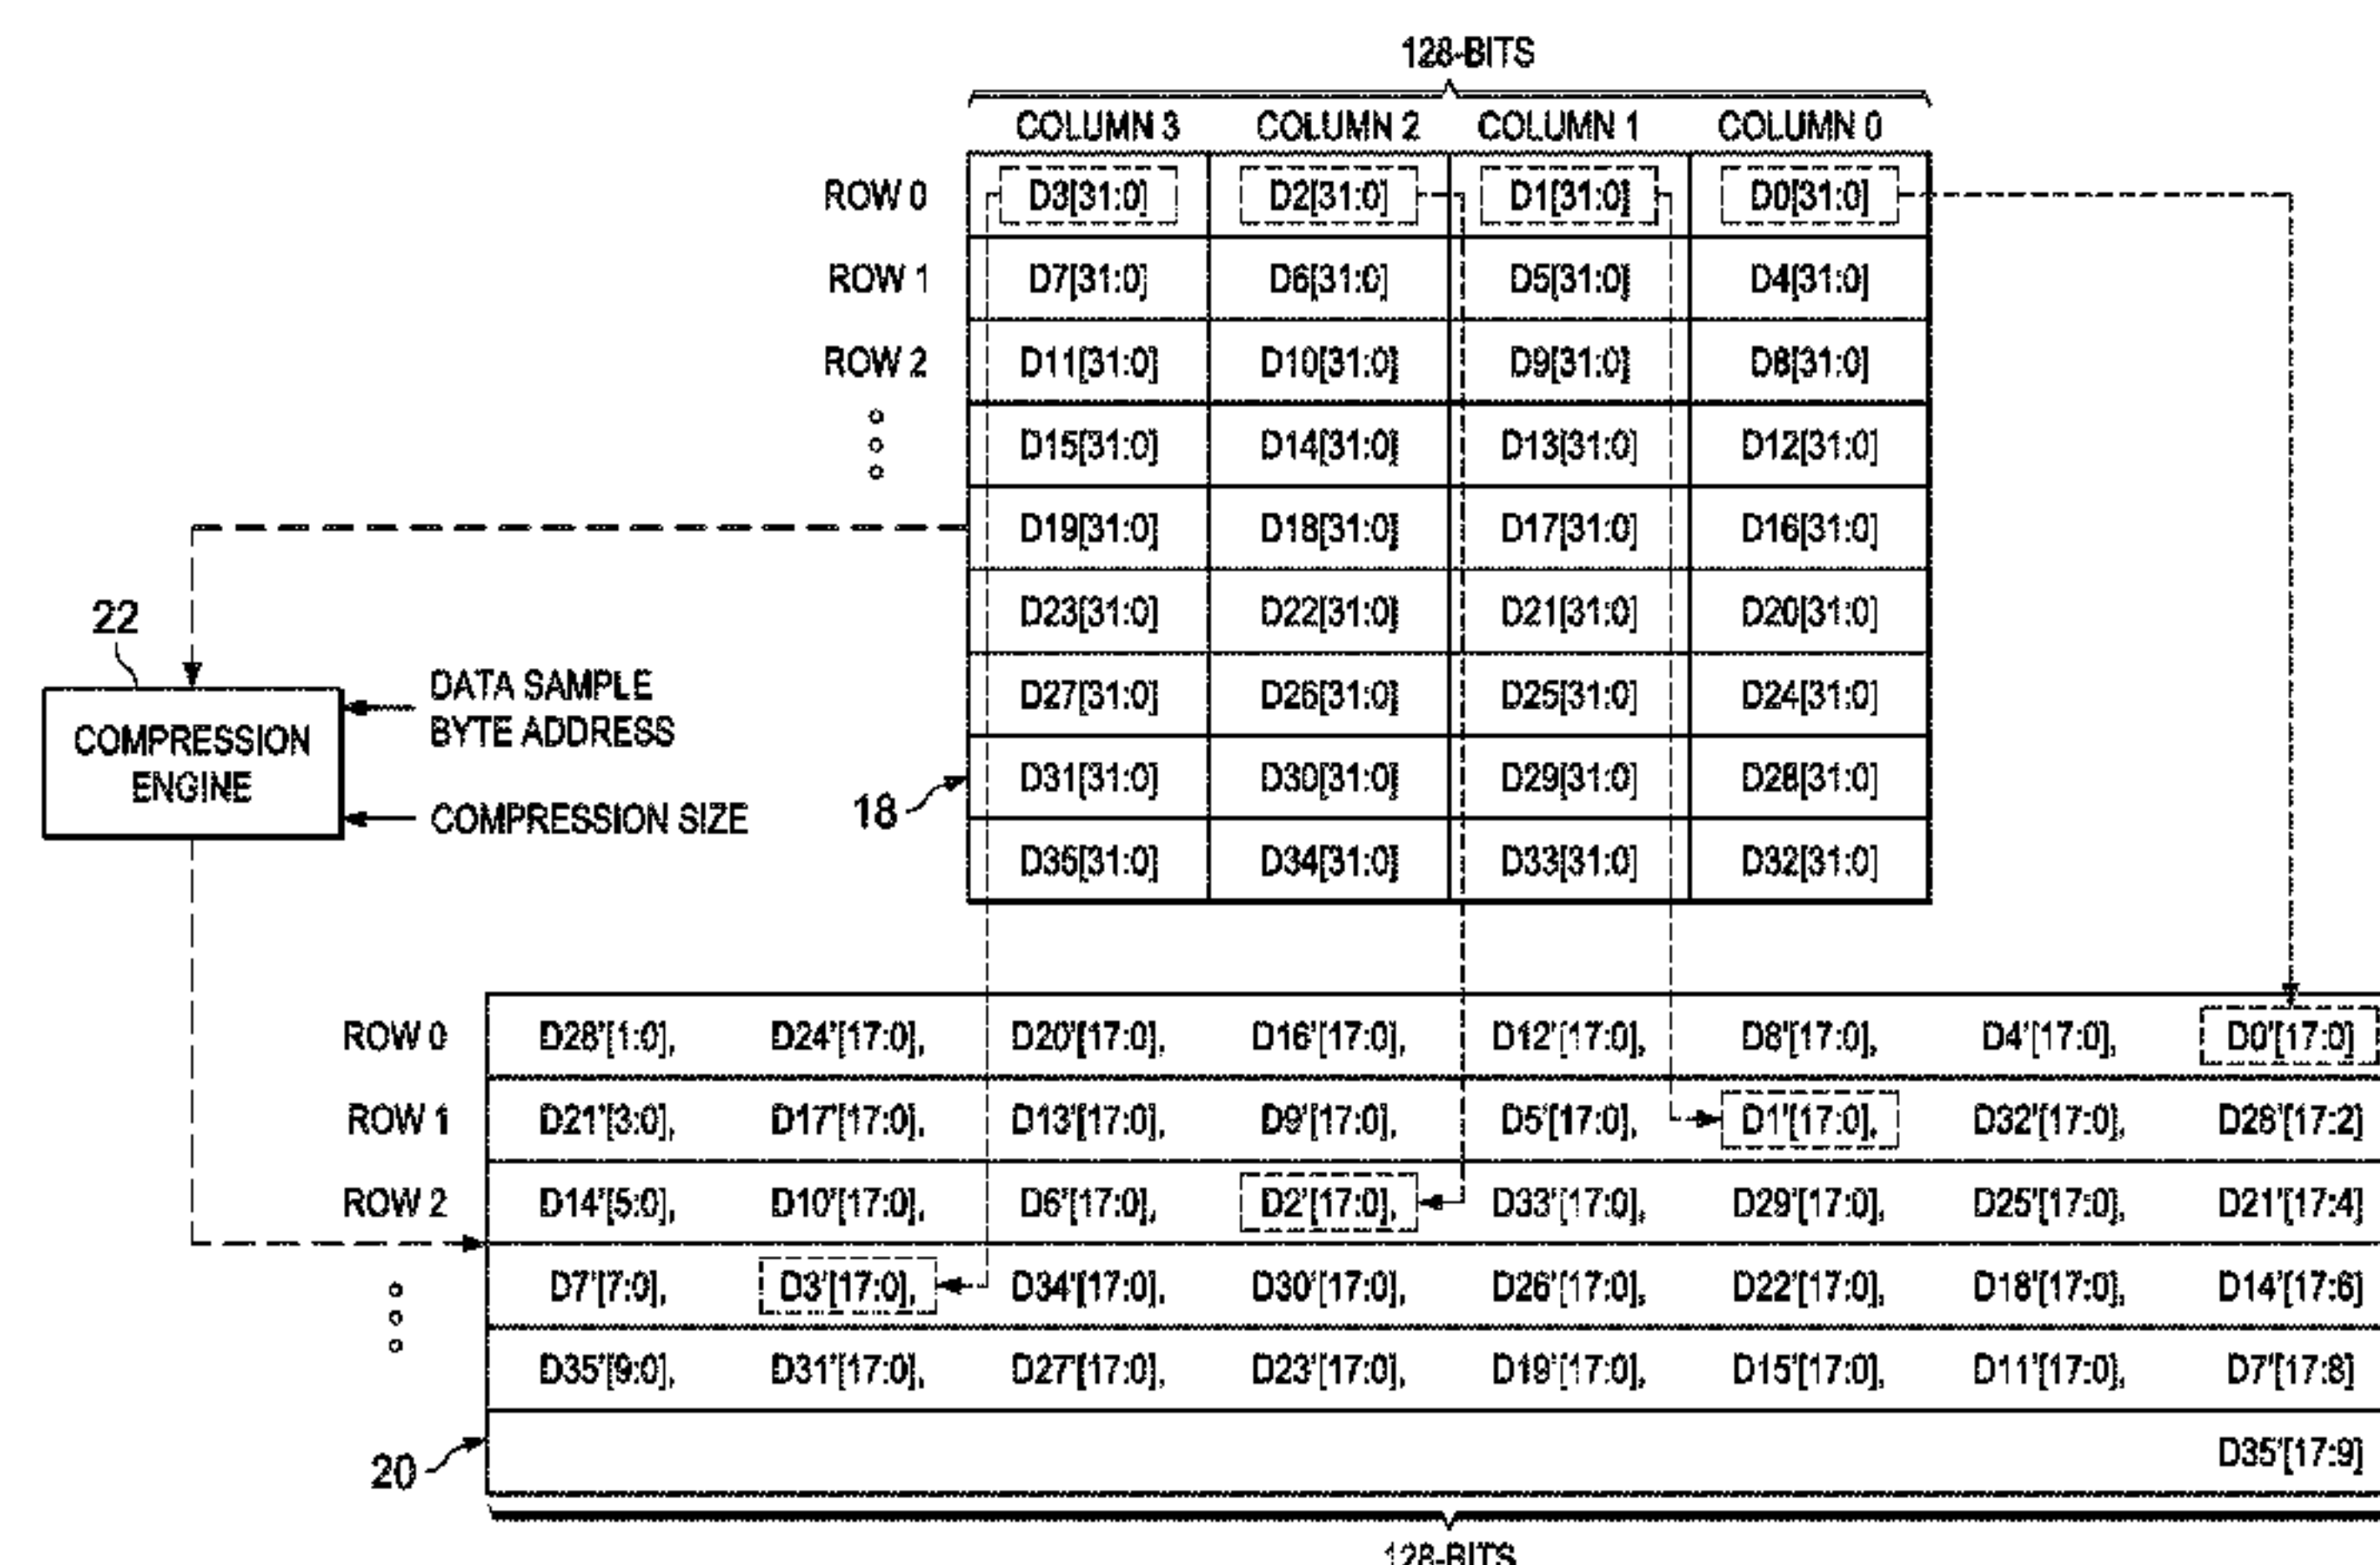 128-BITS
COLUMN 3 COLUMN 2 COLUMN 1 COLUMN 0
ROW 0 D3[31:0] D2[31:0] D1[31:0] D0[31:0]
ROW 1 D7[31:0] D6[31:0] D5[31:0] D4[31:0]
ROW 2 D11[31:0] D10[31:0] D9[31:0] D8[31:0]
D15[31:0] D14[31:0] D13[31:0] D12[31:0]
D19[31:0] D18[31:0] D17[31:0] D16[31:0]
D23[31:0] D22[31:0] D21[31:0] D20[31:0]
D27[31:0] D26[31:0] D25[31:0] D24[31:0]
D31[31:0] D30[31:0] D29[31:0] D28[31:0]
D35[31:0] D34[31:0] D33[31:0] D32[31:0]
18
22
COMPRESSION
ENGINE
DATA SAMPLE
BYTE ADDRESS
COMPRESSION SIZE
ROW 0 D28'[1:0], D24'[17:0], D20'[17:0], D16'[17:0], D12'[17:0], D8'[17:0], D4'[17:0], D0'[17:0]
ROW 1 D21'[3:0], D17'[17:0], D13'[17:0], D9'[17:0], D5'[17:0], D1'[17:0], D32'[17:0], D28'[17:2]
ROW 2 D14'[5:0], D10'[17:0], D6'[17:0], D2'[17:0], D33'[17:0], D29'[17:0], D25'[17:0], D21'[17:4]
D7'[7:0], D3'[17:0], D34'[17:0], D30'[17:0], D26'[17:0], D22'[17:0], D18'[17:0], D14'[17:6]
D35'[9:0], D31'[17:0], D27'[17:0], D23'[17:0], D19'[17:0], D15'[17:0], D11'[17:0], D7'[17:8]
D35'[17:9]
20
128-BITS